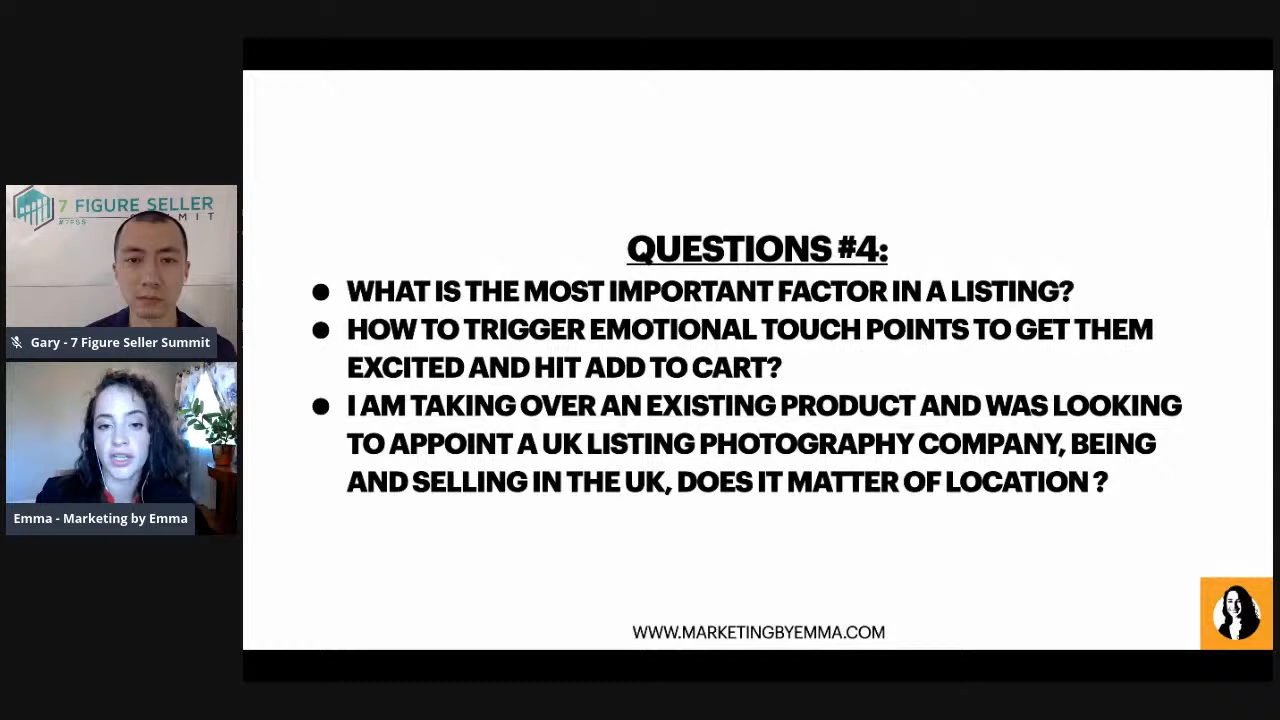 7 FIGURE SELLER
SUMMIT
#7FSS
Gary - 7 Figure Seller Summit
Emma - Marketing by Emma
QUESTIONS #4:
● WHAT IS THE MOST IMPORTANT FACTOR IN A LISTING?
● HOW TO TRIGGER EMOTIONAL TOUCH POINTS TO GET THEM
EXCITED AND HIT ADD TO CART?
● I AM TAKING OVER AN EXISTING PRODUCT AND WAS LOOKING
TO APPOINT A UK LISTING PHOTOGRAPHY COMPANY, BEING
AND SELLING IN THE UK, DOES IT MATTER OF LOCATION ?
WWW.MARKETINGBYEMMA.COM